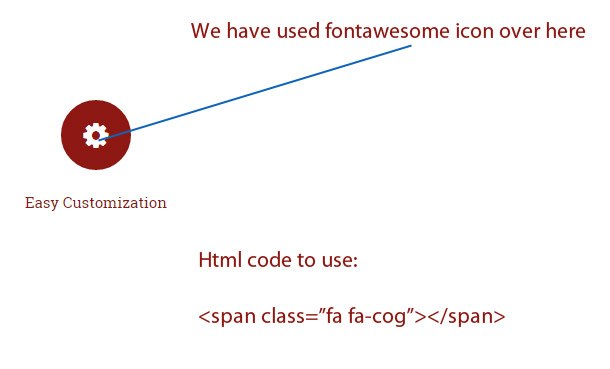 We have used fontawesome icon over here
Easy Customization
Html code to use:
<span class=”fa fa-cog”></span>